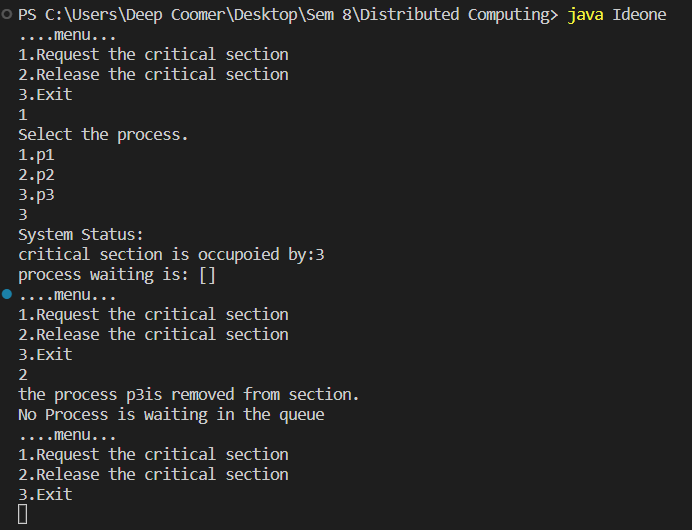 PS C:\Users\Deep Coomer\Desktop\Sem 8\Distributed Computing> java Ideone
....menu...
1.Request the critical section
2.Release the critical section
3.Exit
1
Select the process.
1.p1
2.p2
3.p3
3
System Status:
critical section is occupoied by:3
process waiting is: []
....menu...
1.Request the critical section
2.Release the critical section
3.Exit
2
the process p3is removed from section.
No Process is waiting in the queue
....menu...
1.Request the critical section
2.Release the critical section
3.Exit